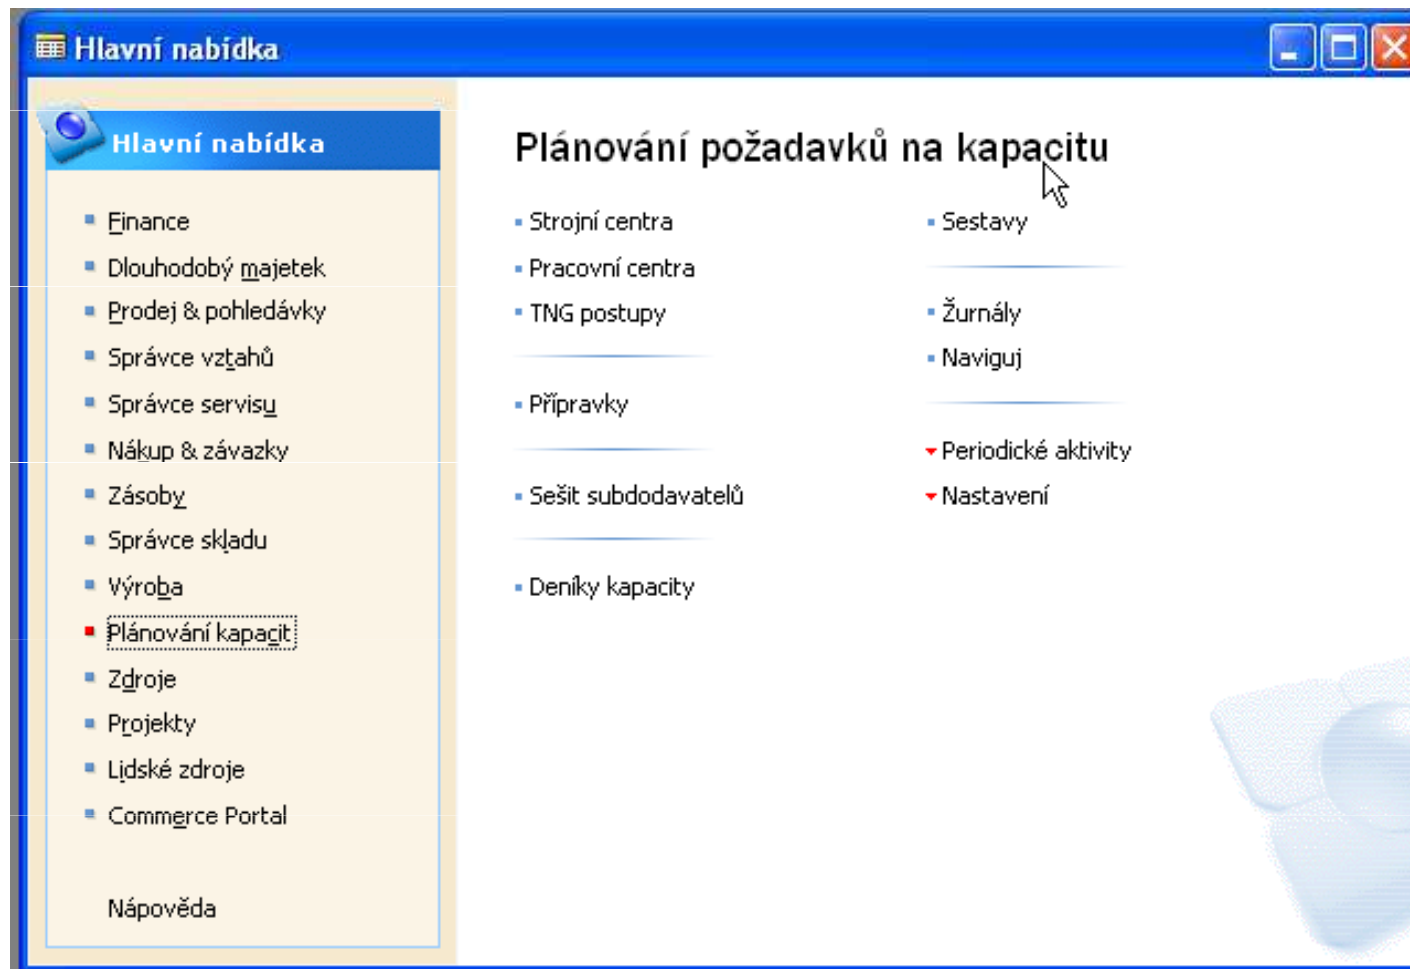 Hlavní nabídka
Hlavní nabídka
Finance
Dlouhodobý majetek
Prodej & pohledávky
Správce vztahů
Správce servisu
Nákup & závazky
Zásoby
Správce skladu
Výroba
Plánování kapacit
Zdroje
Projekty
Lidské zdroje
Commerce Portal
Nápověda
Plánování požadavků na kapacitu
Strojní centra
Pracovní centra
TNG postupy
Přípravky
Sešit subdodavatelů
Deníky kapacity
Sestavy
Žurnály
Naviguj
Periodické aktivity
Nastavení